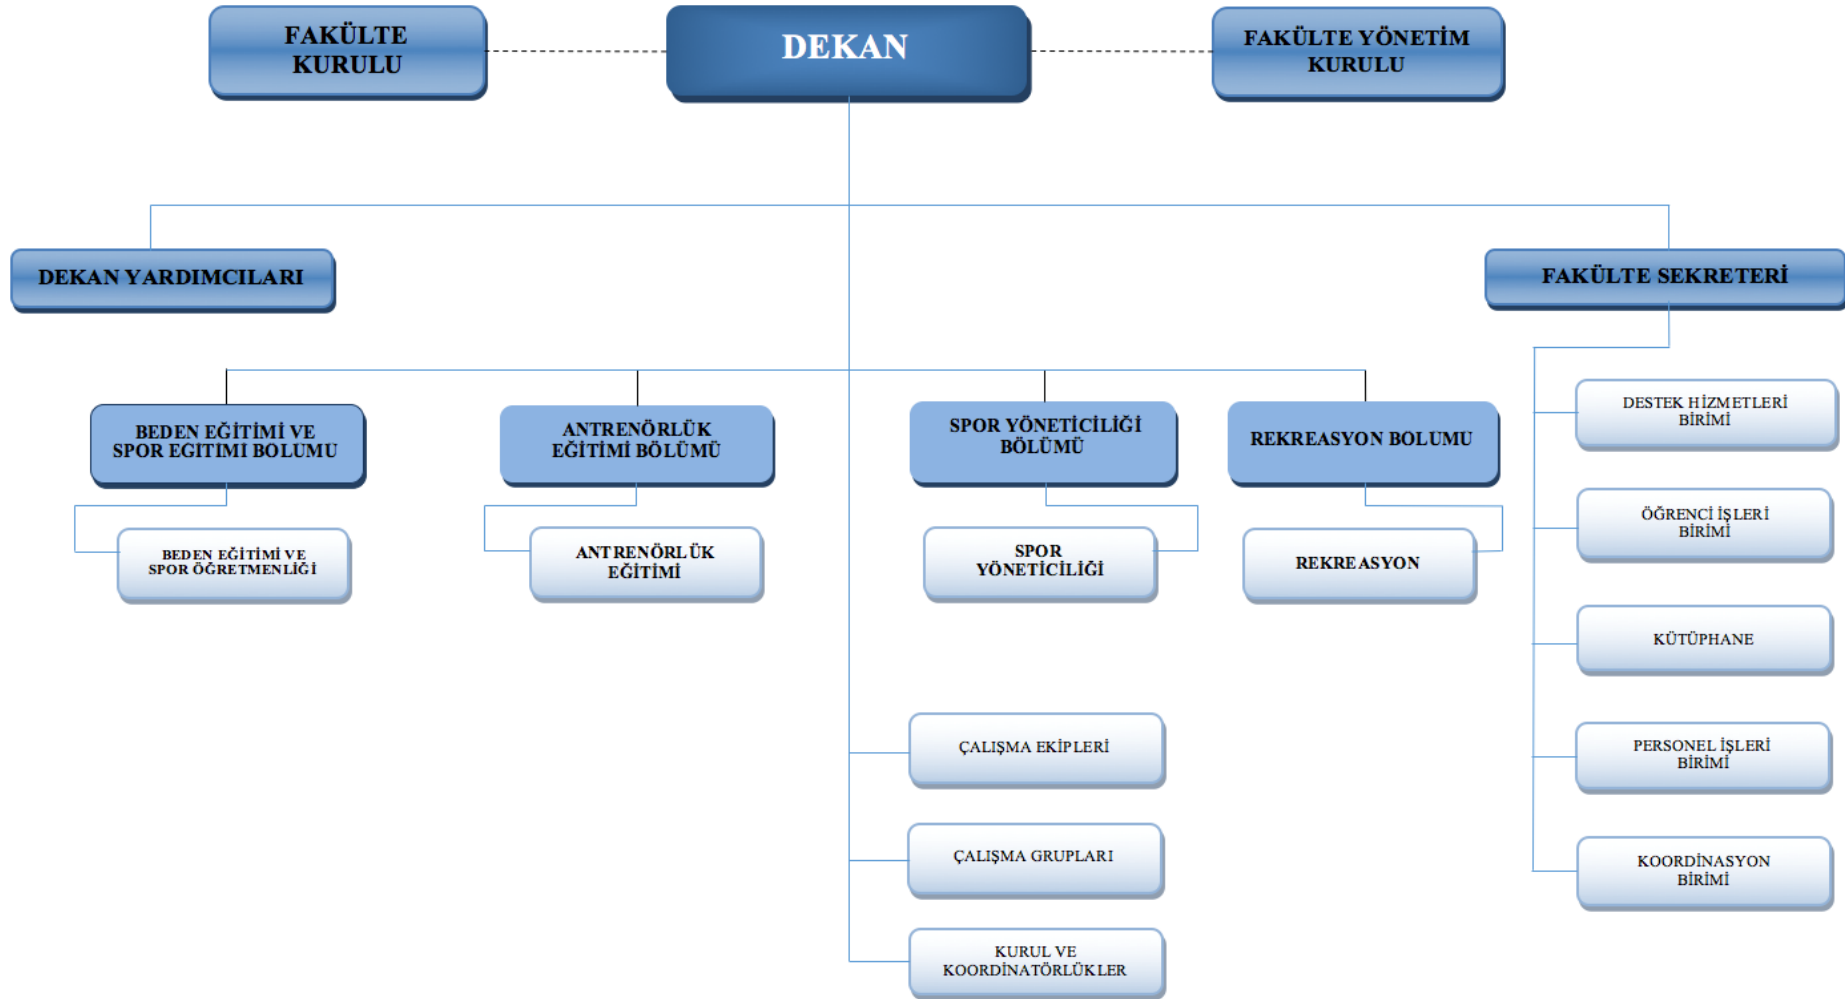 FAKÜLTE
KURULU
DEKAN
FAKÜLTE YÖNETİM
KURULU
DEKAN YARDIMCILARI
FAKÜLTE SEKRETERİ
BEDEN EĞİTİMİ VE
SPOR EĞİTİMİ BÖLÜMÜ
ANTRENÖRLÜK
EĞİTİMİ BÖLÜMÜ
SPOR YÖNETİCİLİĞİ
BÖLÜMÜ
REKREASYON BÖLÜMÜ
BEDEN EĞİTİMİ VE
SPOR ÖĞRETMENLİĞİ
ANTRENÖRLÜK
EĞİTİMİ
SPOR
YÖNETİCİLİĞİ
REKREASYON
DESTEK HİZMETLERİ
BİRİMİ
ÖĞRENCİ İŞLERİ
BİRİMİ
KÜTÜPHANE
PERSONEL İŞLERİ
BİRİMİ
KOORDİNASYON
BİRİMİ
ÇALIŞMA EKİPLERİ
ÇALIŞMA GRUPLARI
KURUL VE
KOORDİNATÖRLÜKLER